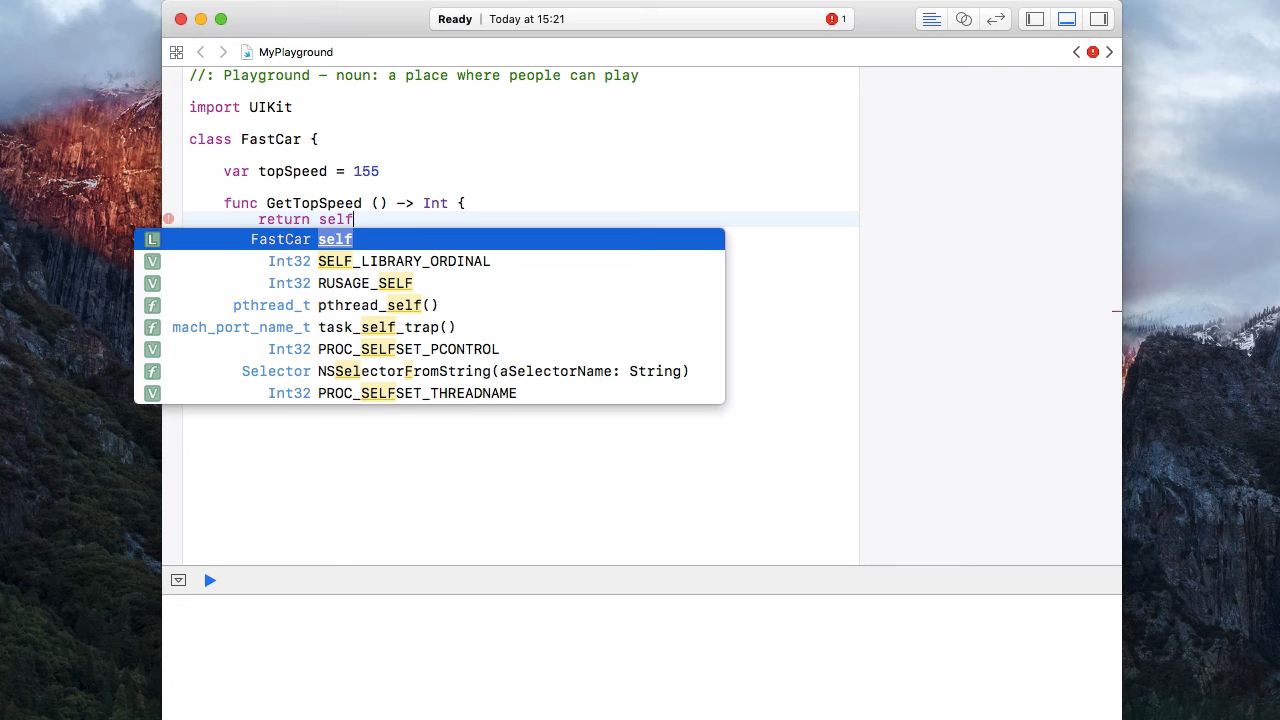 Ready | Today at 15:21 1
MyPlayground
//: Playground – noun: a place where people can play
import UIKit
class FastCar {
var topSpeed = 155
func GetTopSpeed () -> Int {
return self
L FastCar self
V Int32 SELF_LIBRARY_ORDINAL
V Int32 RUSAGE_SELF
f pthread_t pthread_self()
f mach_port_name_t task_self_trap()
V Int32 PROC_SELFSET_PCONTROL
f Selector NSSelectorFromString(aSelectorName: String)
V Int32 PROC_SELFSET_THREADNAME